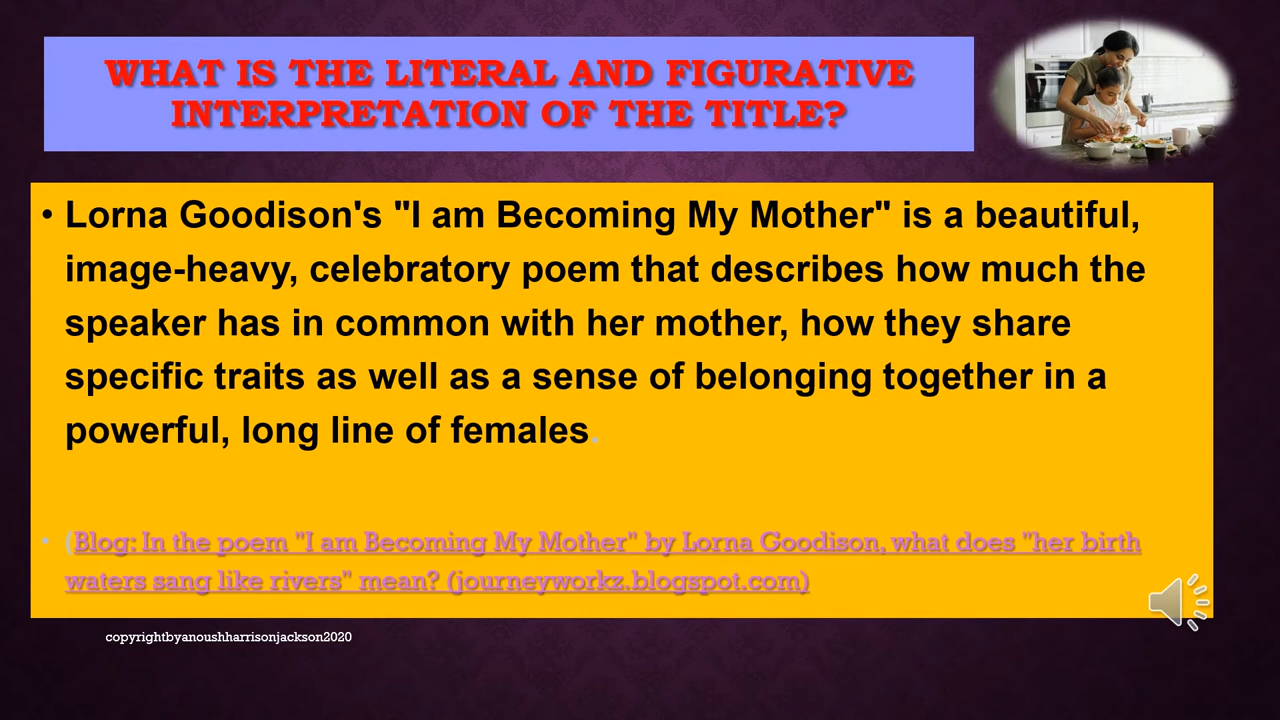 WHAT IS THE LITERAL AND FIGURATIVE
INTERPRETATION OF THE TITLE?
• Lorna Goodison's "I am Becoming My Mother" is a beautiful,
image-heavy, celebratory poem that describes how much the
speaker has in common with her mother, how they share
specific traits as well as a sense of belonging together in a
powerful, long line of females.
• (Blog: In the poem "I am Becoming My Mother" by Lorna Goodison, what does "her birth
waters sang like rivers" mean? (journeyworkz.blogspot.com)
copyrightbyanoushharrisonjackson2020